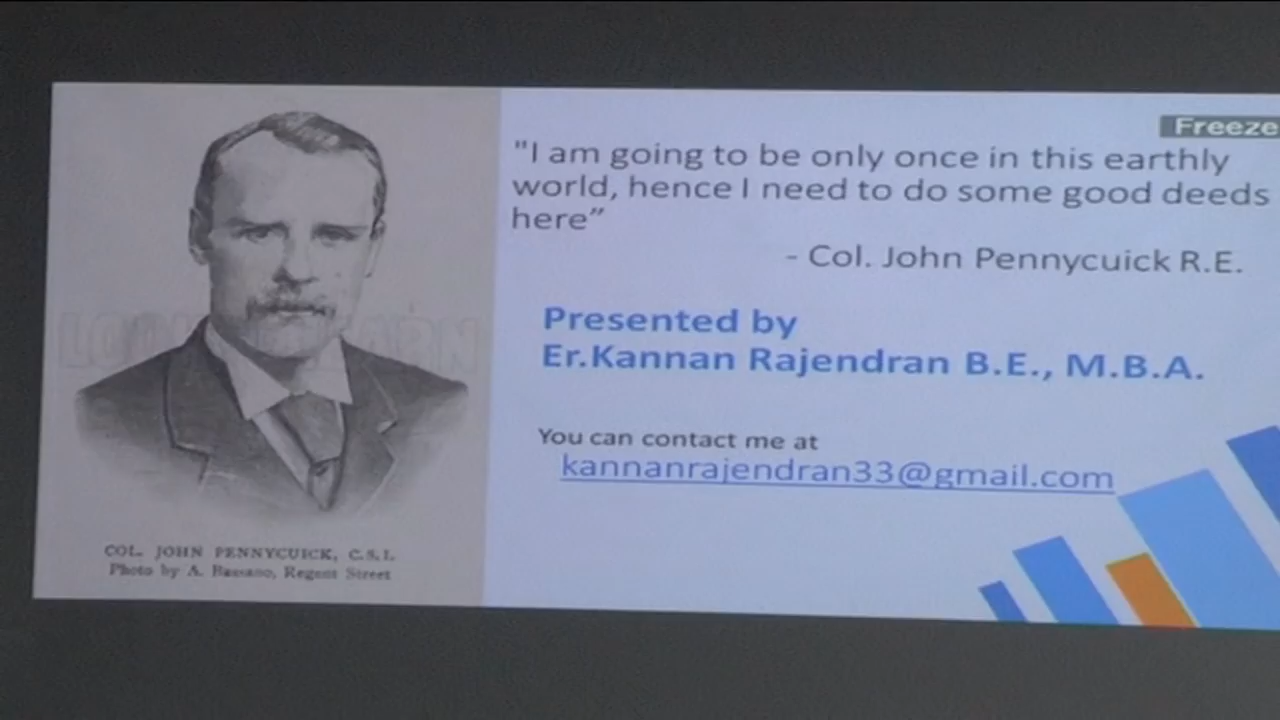 Freeze
"I am going to be only once in this earthly
world, hence I need to do some good deeds
here”
- Col. John Pennycuick R.E.
Presented by
Er.Kannan Rajendran B.E., M.B.A.
You can contact me at
kannanrajendran33@gmail.com
COL. JOHN PENNYCUICK, C.S.I.
Photo by A. Bassano, Regent Street